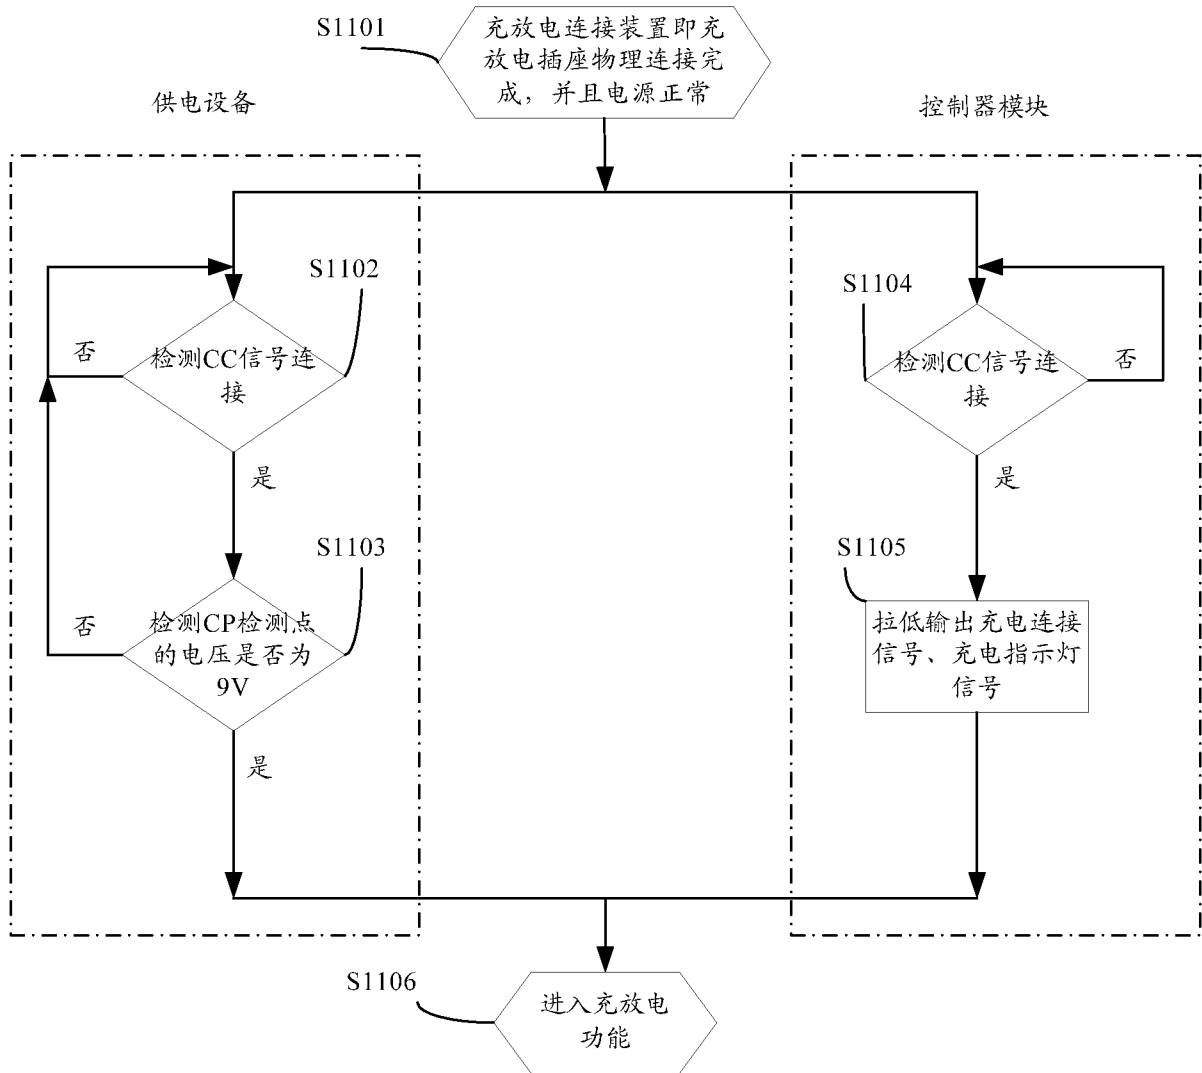 S1101
充放电连接装置即充
放电插座物理连接完
成，并且电源正常
供电设备
控制器模块
S1102
检测CC信号连
接
否
是
S1103
检测CP检测点
的电压是否为
9V
否
是
S1104
检测CC信号连
接
否
是
S1105
拉低输出充电连接
信号、充电指示灯
信号
S1106
进入充放电
功能